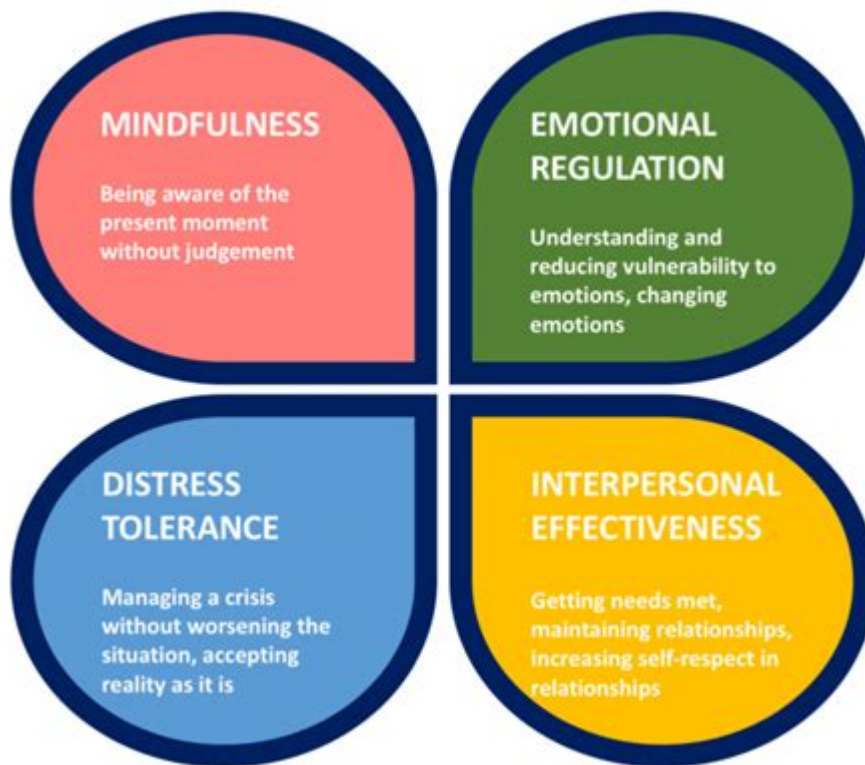 MINDFULNESS
Being aware of the
present moment
without judgement
EMOTIONAL
REGULATION
Understanding and
reducing vulnerability to
emotions, changing
emotions
DISTRESS
TOLERANCE
Managing a crisis
without worsening the
situation, accepting
reality as it is
INTERPERSONAL
EFFECTIVENESS
Getting needs met,
maintaining relationships,
increasing self-respect in
relationships